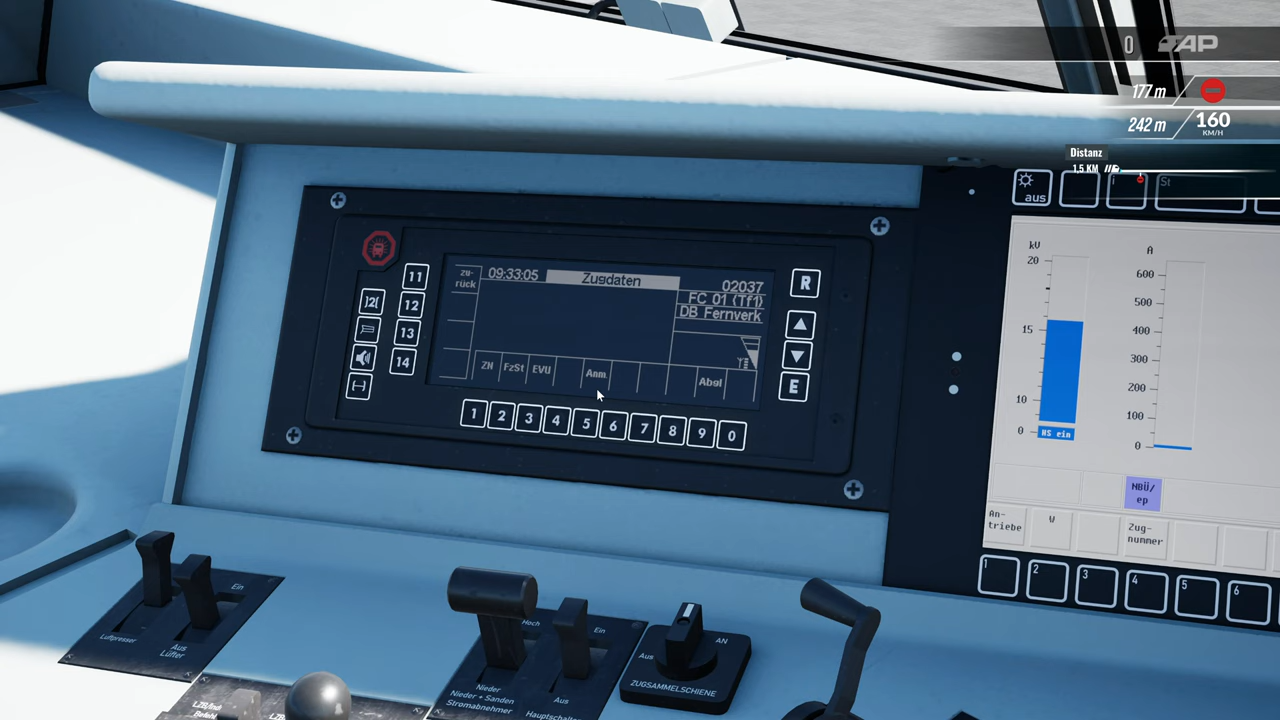 0 TAP
177 m
242 m 160
KM/H
Distanz
1,5 KM
aus
St
11
12
13
14
zu-
rück
09:33:05 Zugdaten
02037
FC 01 (Tf1)
DB Fernverk
ZN FzSt EVU Anm. Abgl
1 2 3 4 5 6 7 8 9 0
R
E
kV
20
15
10
0
HS ein
A
600
500
400
300
200
100
0
MBÜ/
ep
An-
triebe
W
Zug-
nummer
1 2 3 4 5 6
Ein
Luftpresser
Aus
Lüfter
Hoch
Ein
Nieder
Nieder + Sanden
Stromabnehmer
Aus
Hauptschalter
AN
Aus
ZUGSAMMELSCHIENE